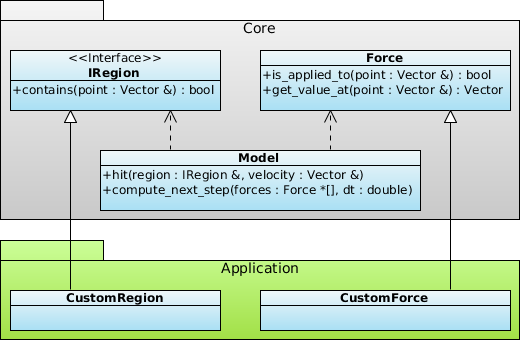 Core
<<Interface>>
IRegion
+contains(point : Vector &) : bool
Force
+is_applied_to(point : Vector &) : bool
+get_value_at(point : Vector &) : Vector
Model
+hit(region : IRegion &, velocity : Vector &)
+compute_next_step(forces : Force *[], dt : double)
Application
CustomRegion
CustomForce